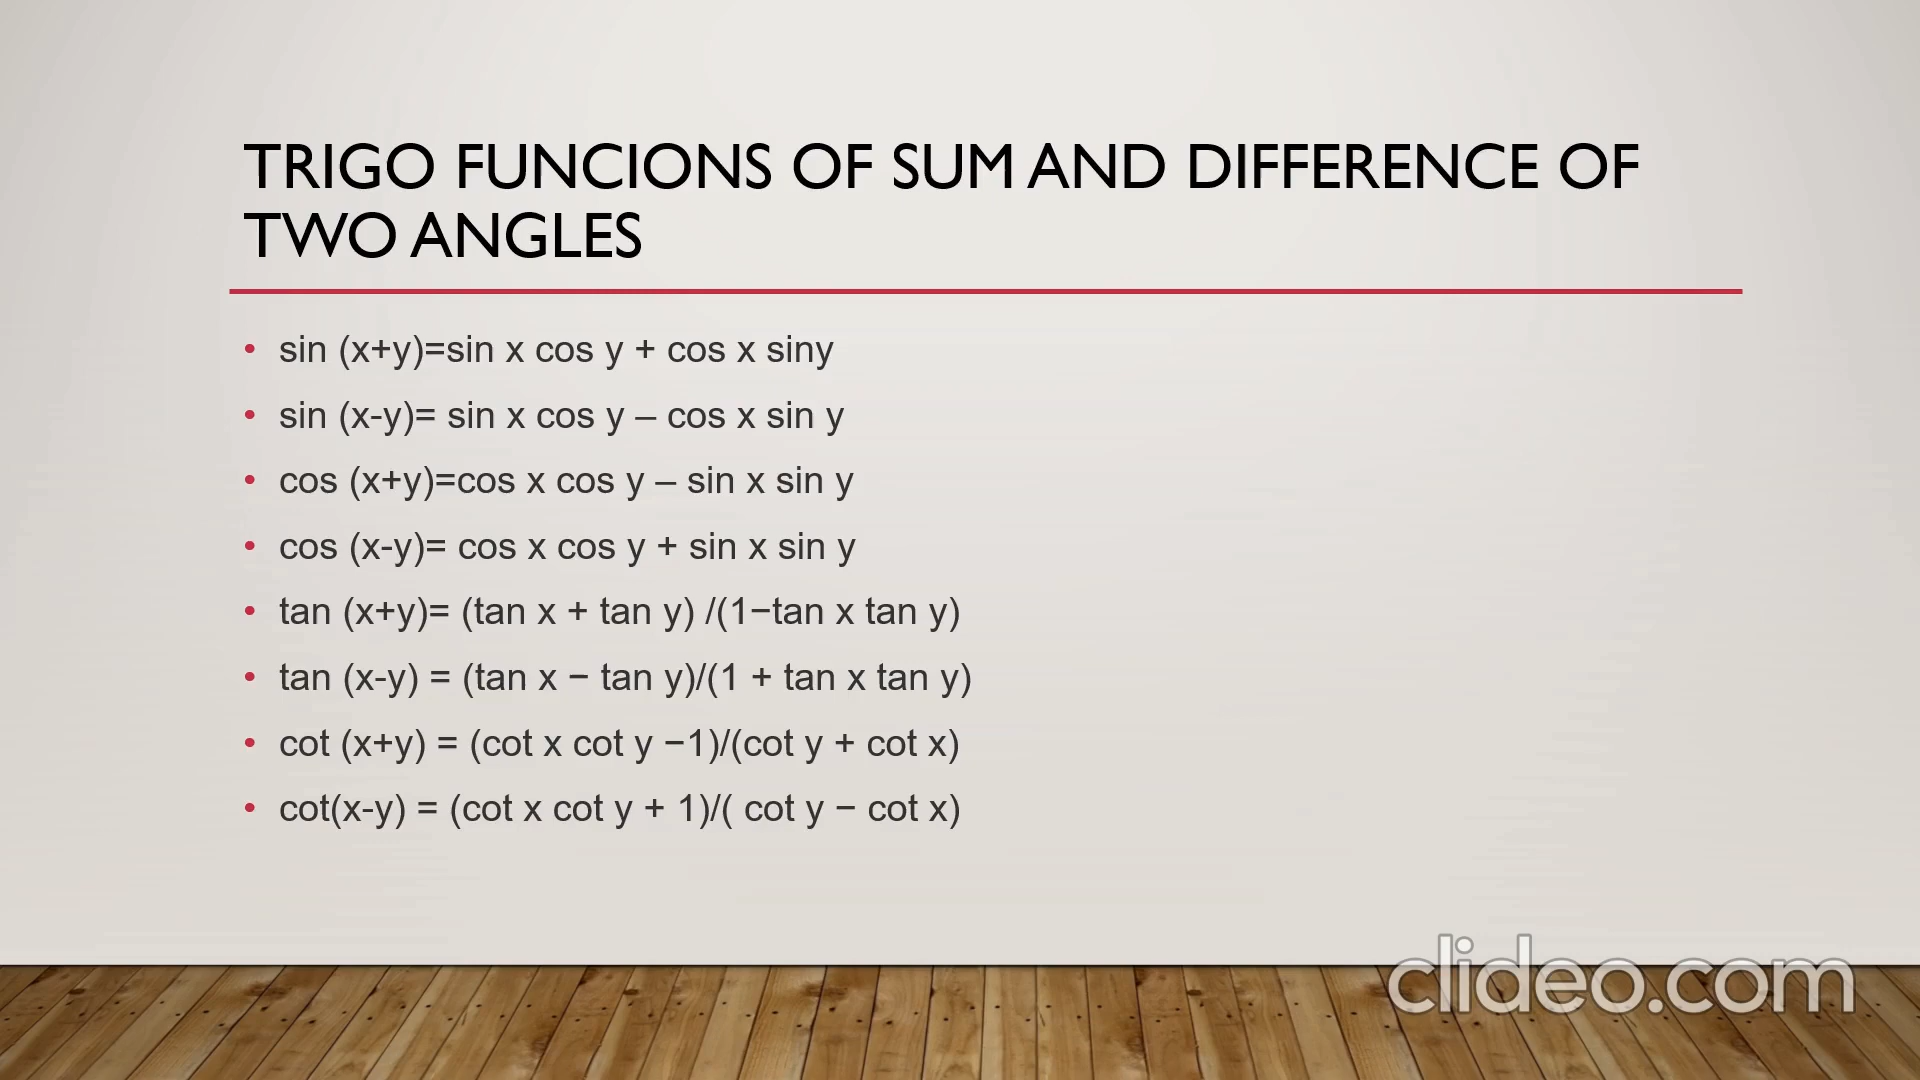 TRIGO FUNCIONS OF SUM AND DIFFERENCE OF
TWO ANGLES
• sin (x+y)=sin x cos y + cos x siny
• sin (x-y)= sin x cos y – cos x sin y
• cos (x+y)=cos x cos y – sin x sin y
• cos (x-y)= cos x cos y + sin x sin y
• tan (x+y)= (tan x + tan y) /(1−tan x tan y)
• tan (x-y) = (tan x − tan y)/(1 + tan x tan y)
• cot (x+y) = (cot x cot y −1)/(cot y + cot x)
• cot(x-y) = (cot x cot y + 1)/( cot y − cot x)
clideo.com